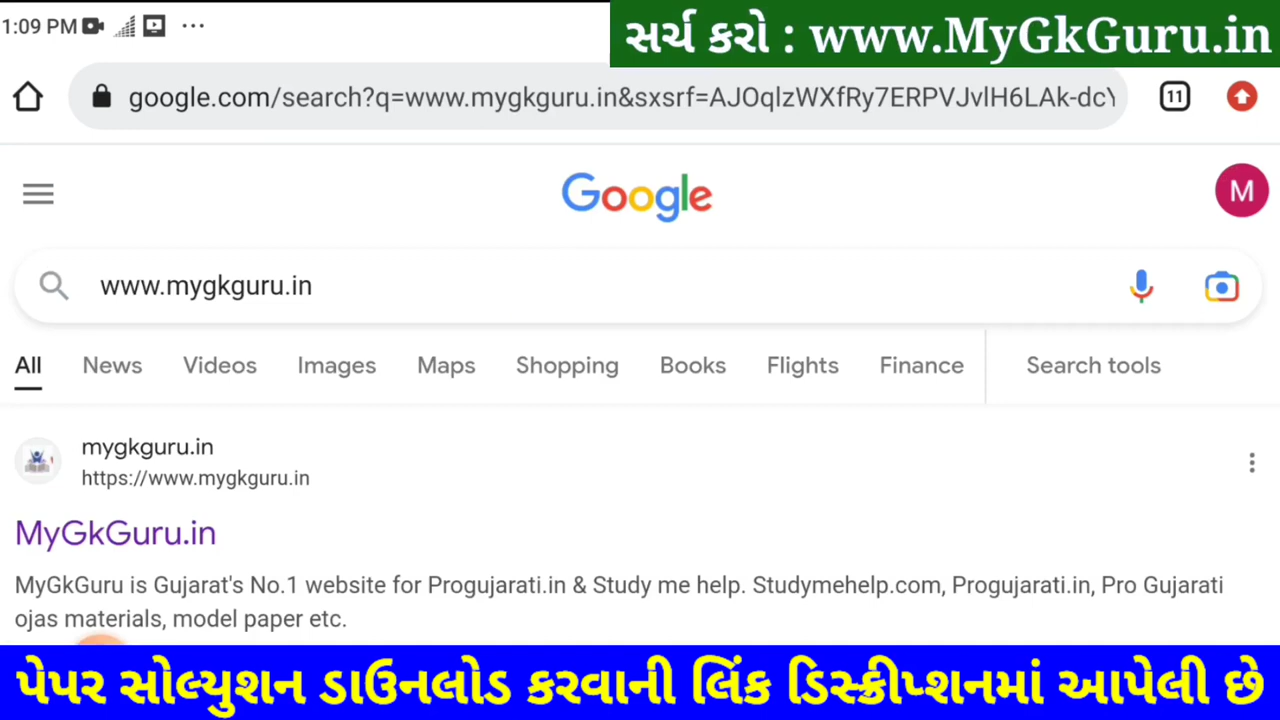 1:09 PM
સર્ચ કરો : www.MyGkGuru.in
google.com/search?q=www.mygkguru.in&sxsrf=AJOqlzWXfRy7ERPVJvlH6LAk-dcY
11
Google
M
www.mygkguru.in
All News Videos Images Maps Shopping Books Flights Finance Search tools
mygkguru.in
https://www.mygkguru.in
MyGkGuru.in
MyGkGuru is Gujarat's No.1 website for Progujarati.in & Study me help. Studymehelp.com, Progujarati.in, Pro Gujarati
ojas materials, model paper etc.
પેપર સોલ્યુશન ડાઉનલોડ કરવાની લિંક ડિસ્ક્રીપ્શનમાં આપેલી છે